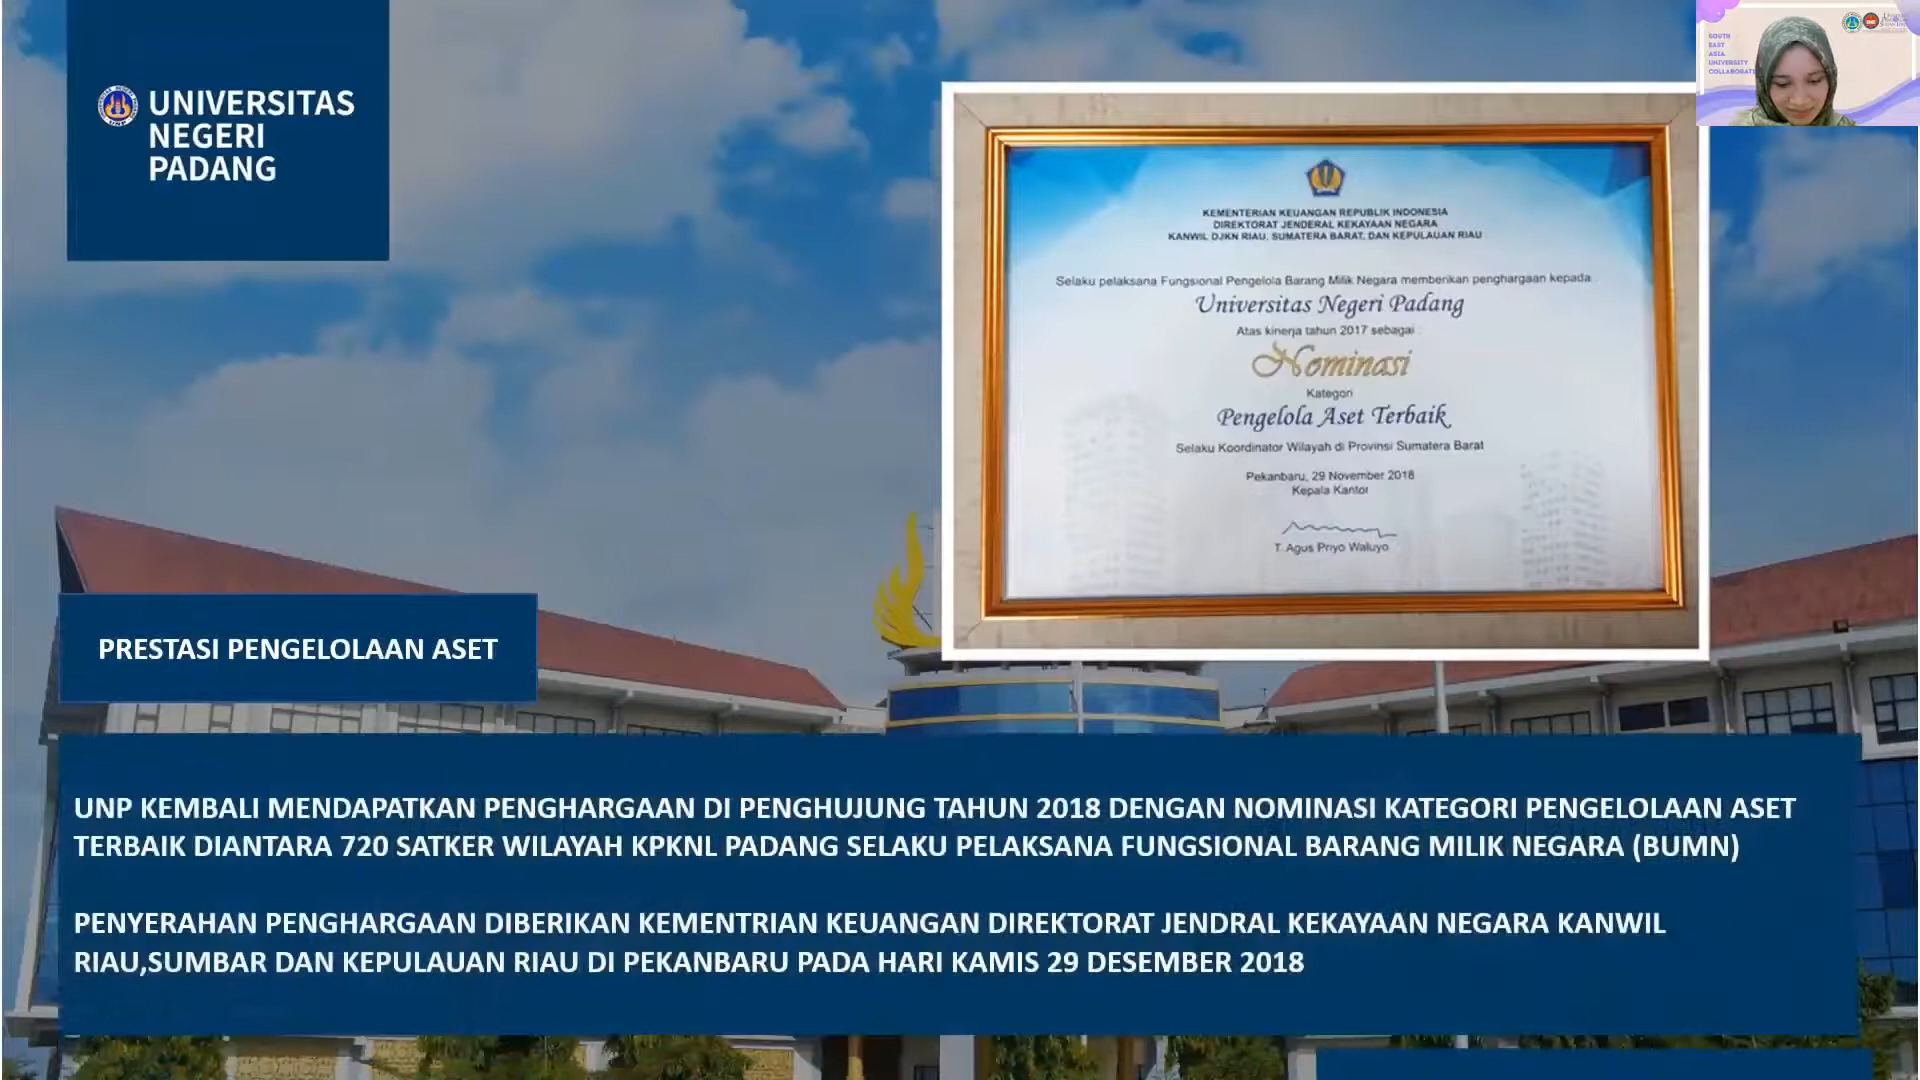 UNIVERSITAS
NEGERI
PADANG
SOUTH
EAST
ASIA
UNIVERSITY
KEMENTERIAN KEUANGAN REPUBLIK INDONESIA
DIREKTORAT JENDERAL KEKAYAAN NEGARA
KANWIL DJKN RIAU, SUMATERA BARAT, DAN KEPULAUAN RIAU
Selaku pelaksana Fungsional Pengelola Barang Milik Negara memberikan penghargaan kepada
Universitas Negeri Padang
Atas kinerja tahun 2017 sebagai :
Nominasi
Kategori
Pengelola Aset Terbaik
Selaku Koordinator Wilayah di Provinsi Sumatera Barat
Pekanbaru, 29 November 2018
Kepala Kantor
T. Agus Priyo Waluyo
PRESTASI PENGELOLAAN ASET
UNP KEMBALI MENDAPATKAN PENGHARGAAN DI PENGHUJUNG TAHUN 2018 DENGAN NOMINASI KATEGORI PENGELOLAAN ASET
TERBAIK DIANTARA 720 SATKER WILAYAH KPKNL PADANG SELAKU PELAKSANA FUNGSIONAL BARANG MILIK NEGARA (BUMN)
PENYERAHAN PENGHARGAAN DIBERIKAN KEMENTRIAN KEUANGAN DIREKTORAT JENDRAL KEKAYAAN NEGARA KANWIL
RIAU,SUMBAR DAN KEPULAUAN RIAU DI PEKANBARU PADA HARI KAMIS 29 DESEMBER 2018